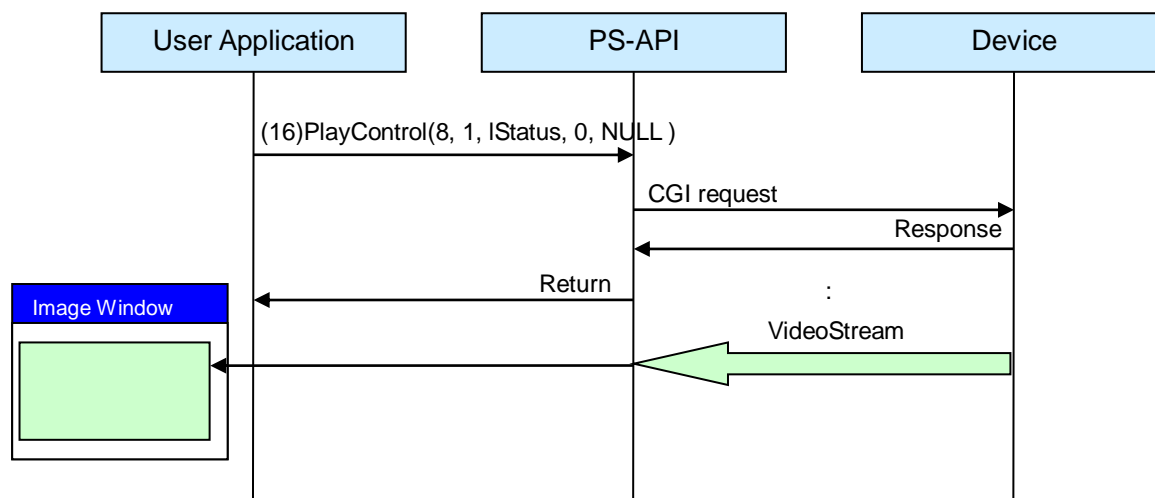 User Application
PS-API
Device
(16)PlayControl(8, 1, lStatus, 0, NULL )
CGI request
Response
Return
:
Image Window
VideoStream